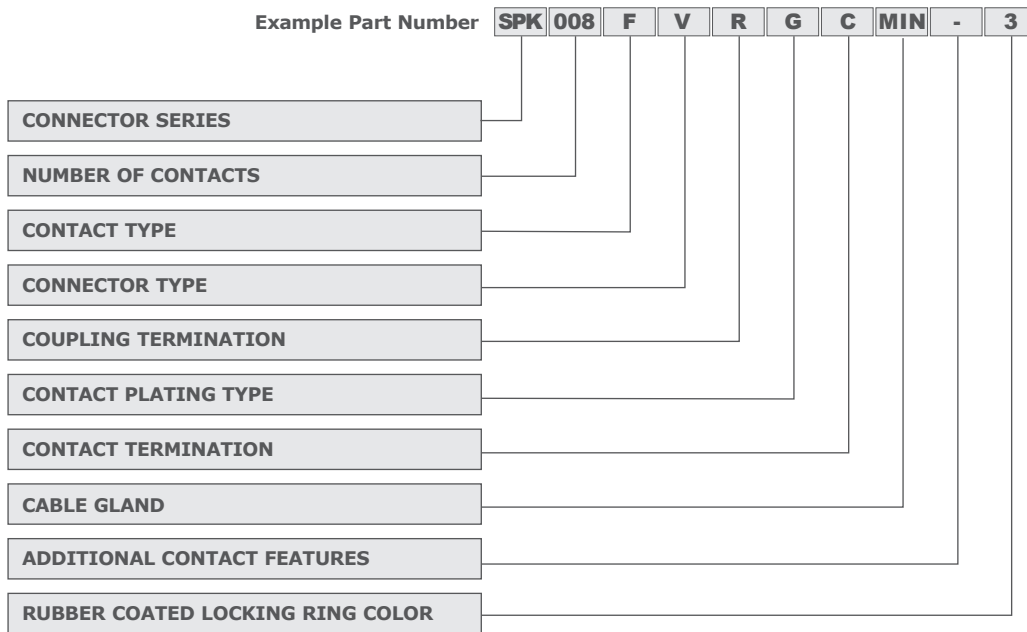 Example Part Number SPK 008 F V R G C MIN - 3
CONNECTOR SERIES
NUMBER OF CONTACTS
CONTACT TYPE
CONNECTOR TYPE
COUPLING TERMINATION
CONTACT PLATING TYPE
CONTACT TERMINATION
CABLE GLAND
ADDITIONAL CONTACT FEATURES
RUBBER COATED LOCKING RING COLOR